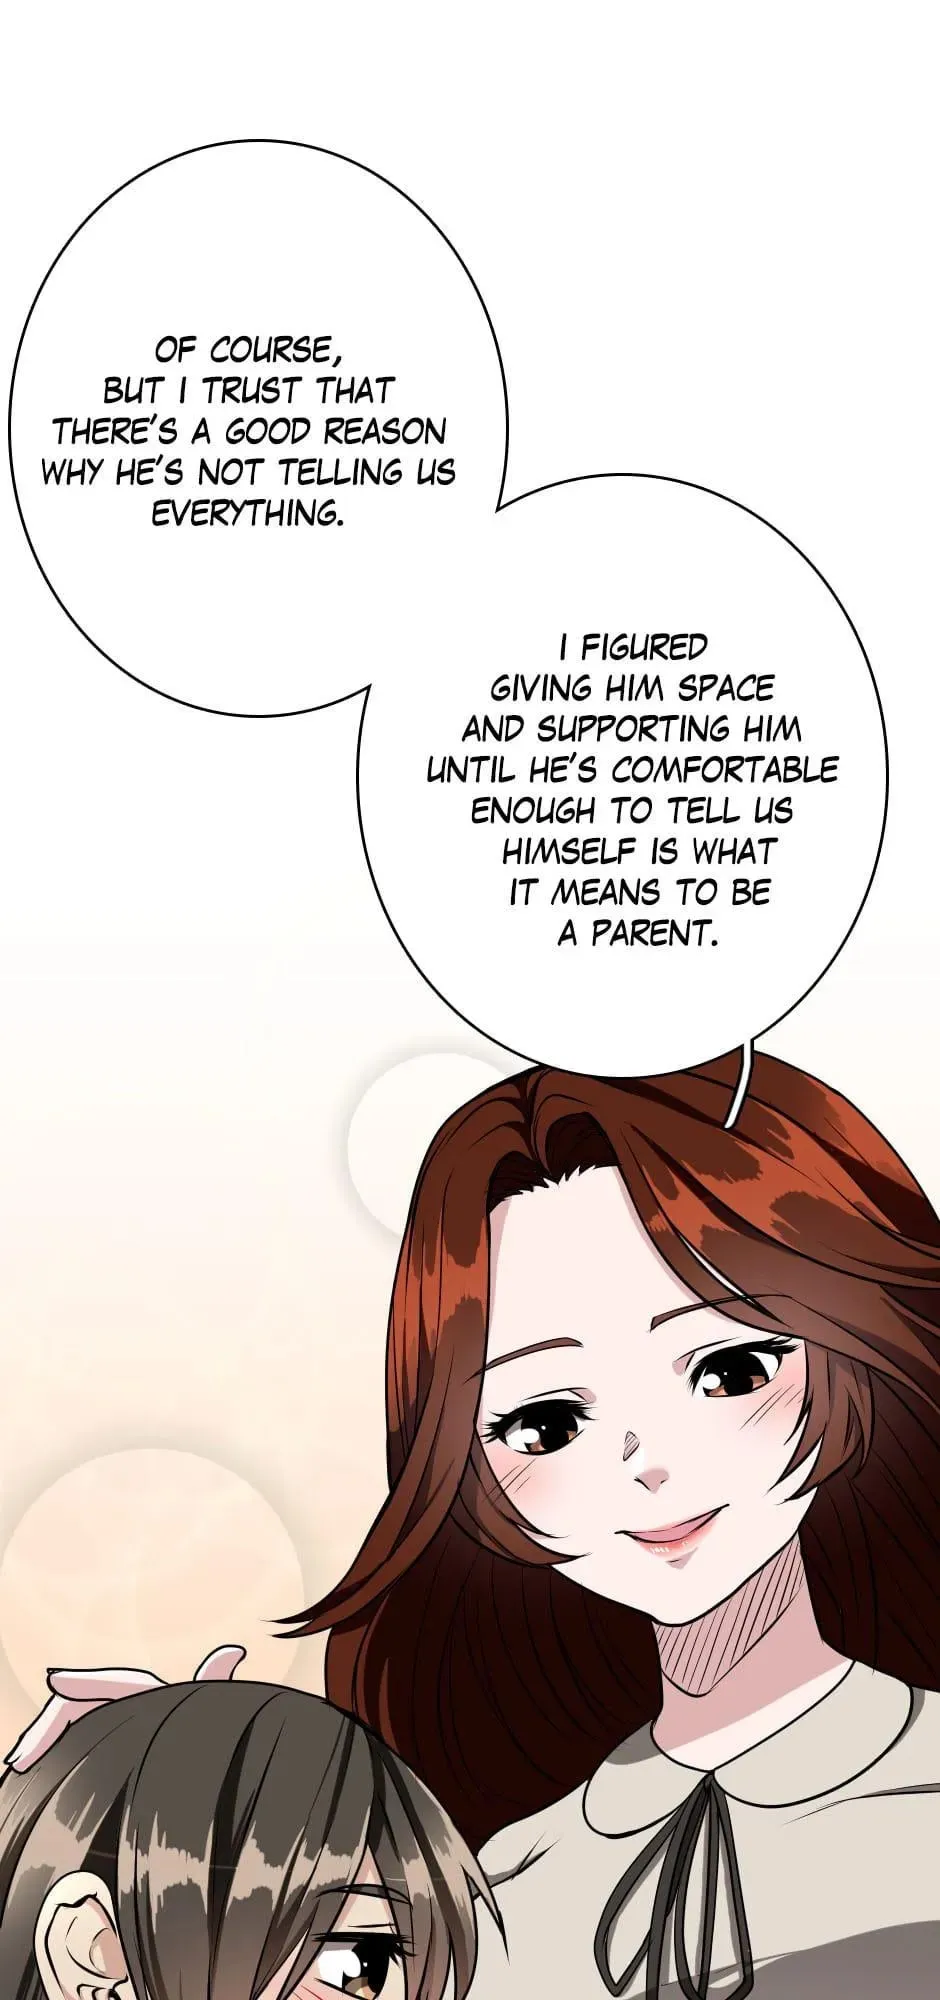 OF COURSE,
BUT I TRUST THAT
THERE'S A GOOD REASON
WHY HE'S NOT TELLING US
EVERYTHING.
I FIGURED
GIVING HIM SPACE
AND SUPPORTING HIM
UNTIL HE'S COMFORTABLE
ENOUGH TO TELL US
HIMSELF IS WHAT
IT MEANS TO BE
A PARENT.